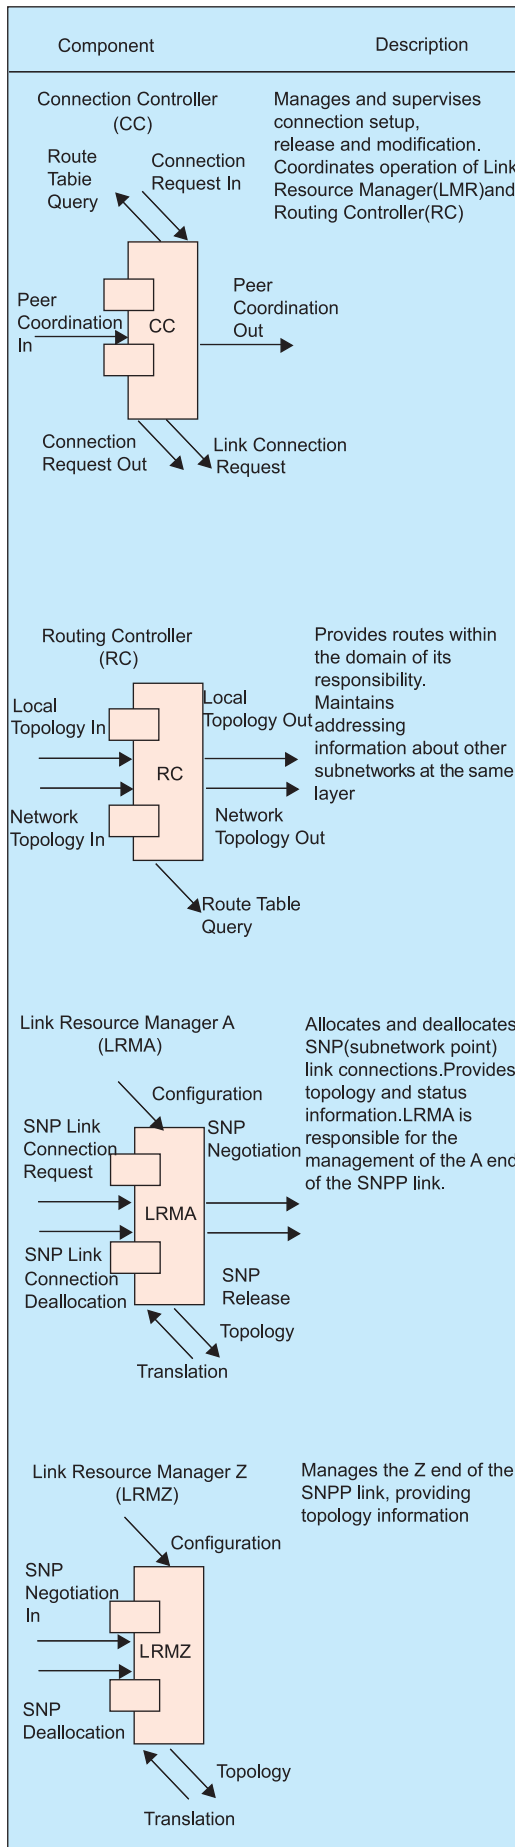 Component
Description
Connection Controller
(CC)
Manages and supervises
connection setup,
release and modification.
Coordinates operation of Link
Resource Manager(LMR)and
Routing Controller(RC)
Route
Tabie
Query
Connection
Request In
Peer
Coordination
In
CC
Peer
Coordination
Out
Connection
Request Out
Link Connection
Request
Routing Controller
(RC)
Provides routes within
the domain of its
responsibility.
Maintains
addressing
information about other
subnetworks at the same
layer
Local
Topology In
Local
Topology Out
RC
Network
Topology In
Network
Topology Out
Route Table
Query
Link Resource Manager A
(LRMA)
Allocates and deallocates
SNP(subnetwork point)
link connections.Provides
topology and status
information.LRMA is
responsible for the
management of the A end
of the SNPP link.
Configuration
SNP Link
Connection
Request
SNP
Negotiation
LRMA
SNP Link
Connection
Deallocation
SNP
Release
Topology
Translation
Link Resource Manager Z
(LRMZ)
Manages the Z end of the
SNPP link, providing
topology information
Configuration
SNP
Negotiation
In
LRMZ
SNP
Deallocation
Topology
Translation